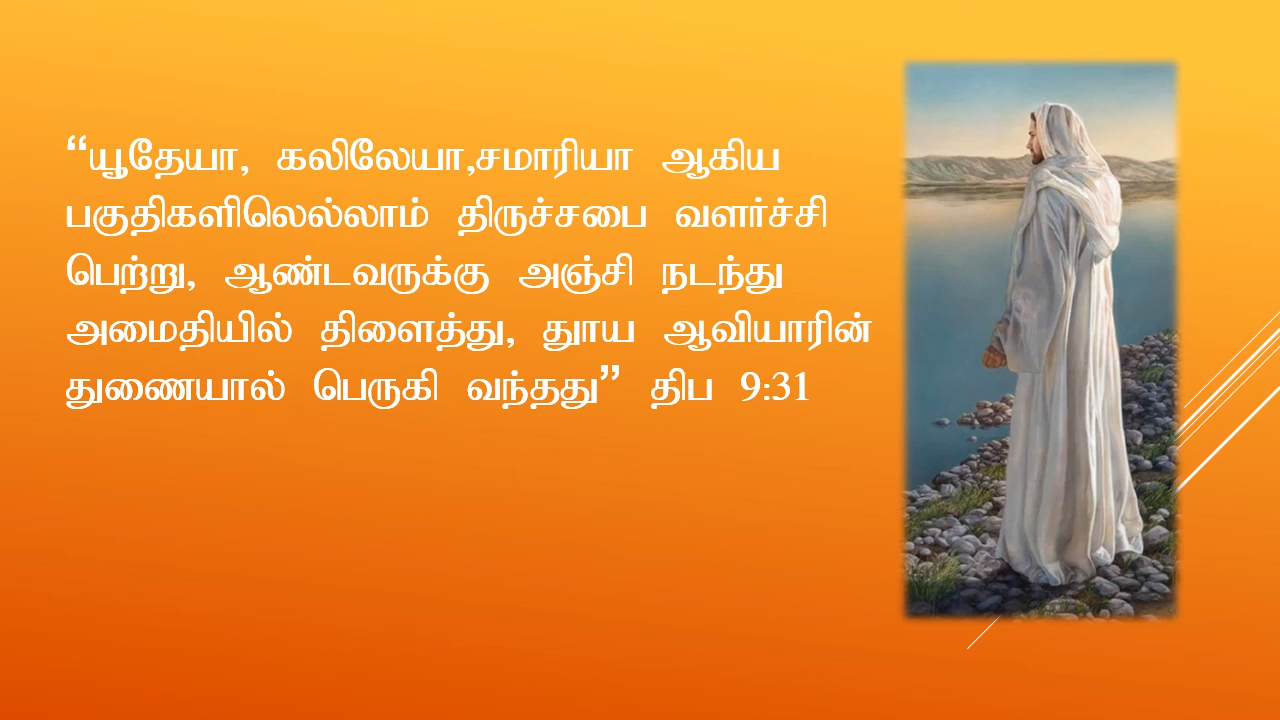 “யூதேயா, கலிலேயா,சமாரியா ஆகிய
பகுதிகளிலெல்லாம் திருச்சபை வளர்ச்சி
பெற்று, ஆண்டவருக்கு அஞ்சி நடந்து
அமைதியில் திளைத்து, தூய ஆவியாரின்
துணையால் பெருகி வந்தது” திப 9:31